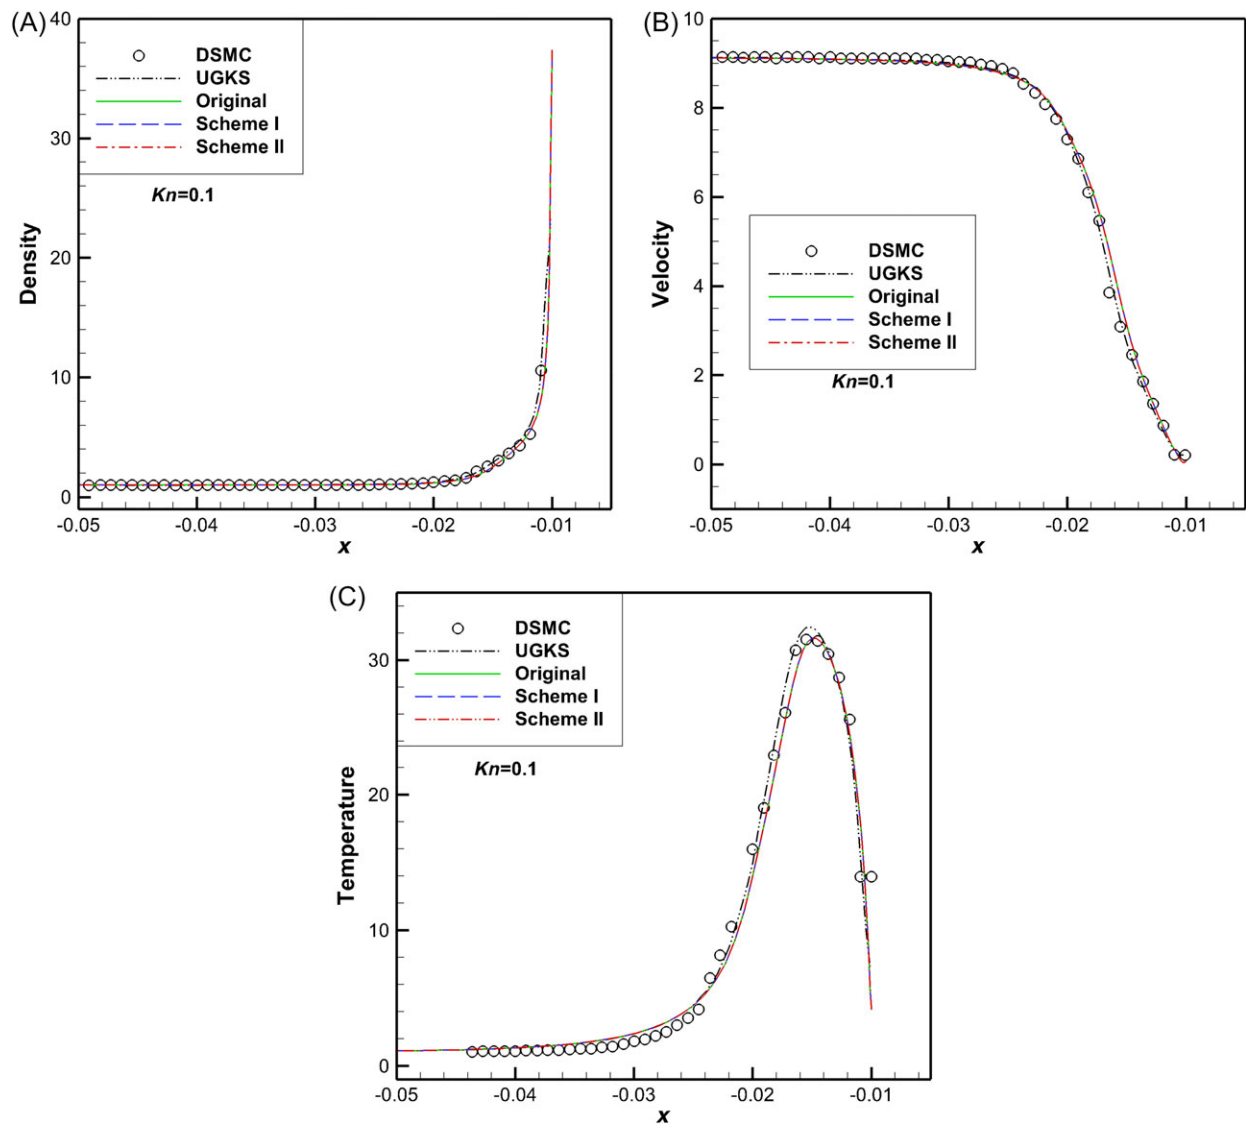 (A)
40
30
20
10
0
Density
DSMC
UGKS
Original
Scheme I
Scheme II
Kn=0.1
-0.05
-0.04
-0.03
-0.02
-0.01
x
(B)
10
8
6
4
2
0
Velocity
DSMC
UGKS
Original
Scheme I
Scheme II
Kn=0.1
-0.05
-0.04
-0.03
-0.02
-0.01
x
(C)
30
20
10
0
Temperature
DSMC
UGKS
Original
Scheme I
Scheme II
Kn=0.1
-0.05
-0.04
-0.03
-0.02
-0.01
x